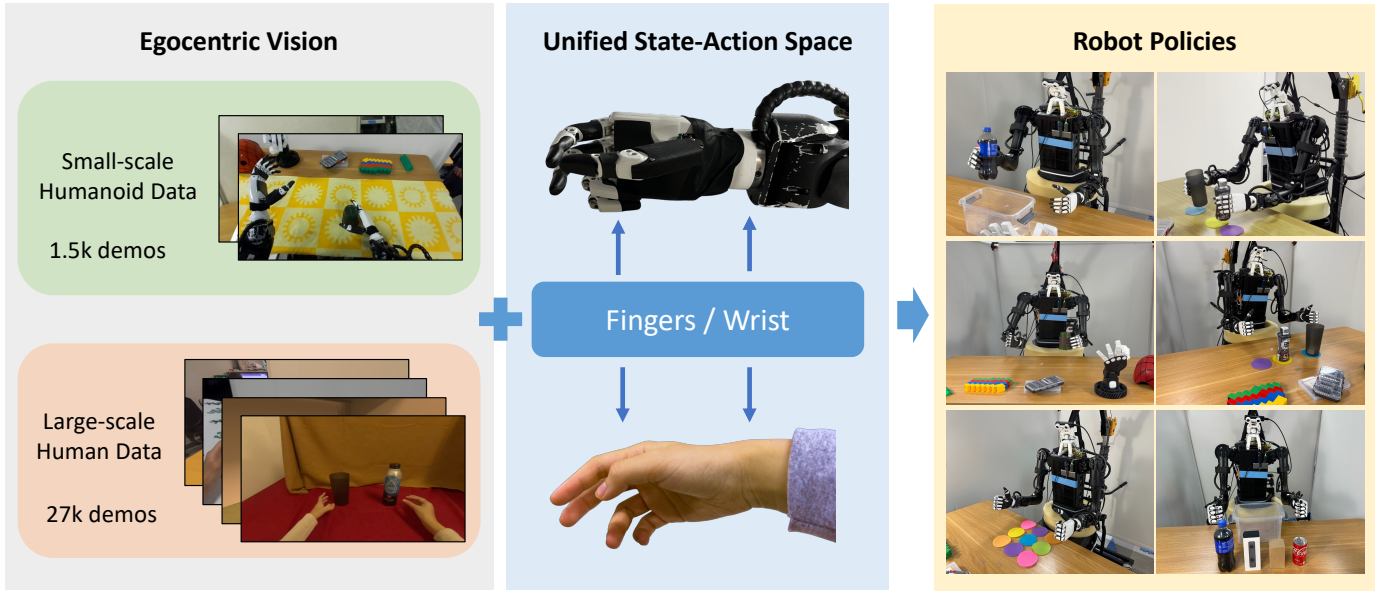 Egocentric Vision
Small-scale
Humanoid Data
1.5k demos
Large-scale
Human Data
27k demos
Unified State-Action Space
Fingers / Wrist
Robot Policies